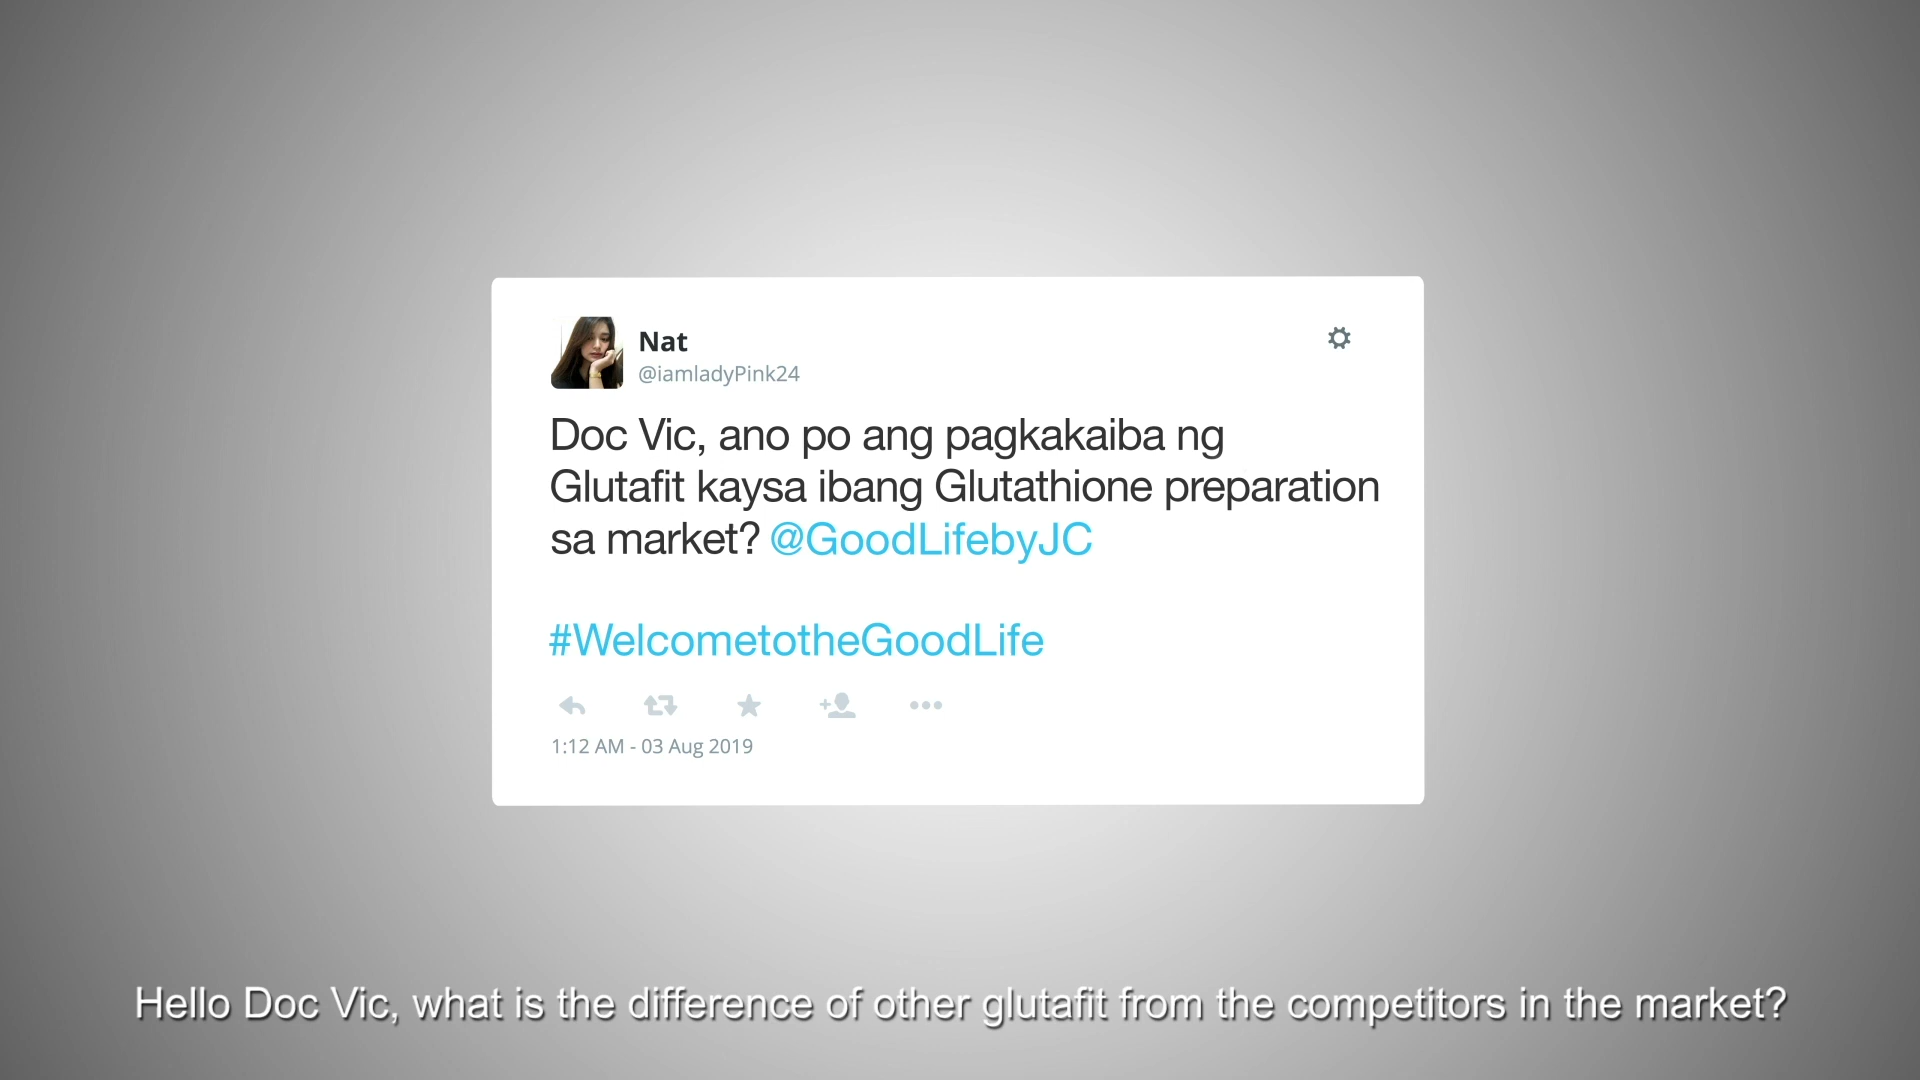 Nat
@iamladyPink24
Doc Vic, ano po ang pagkakaiba ng
Glutafit kaysa ibang Glutathione preparation
sa market? @GoodLifebyJC
#WelcometotheGoodLife
1:12 AM - 03 Aug 2019
Hello Doc Vic, what is the difference of other glutafit from the competitors in the market?